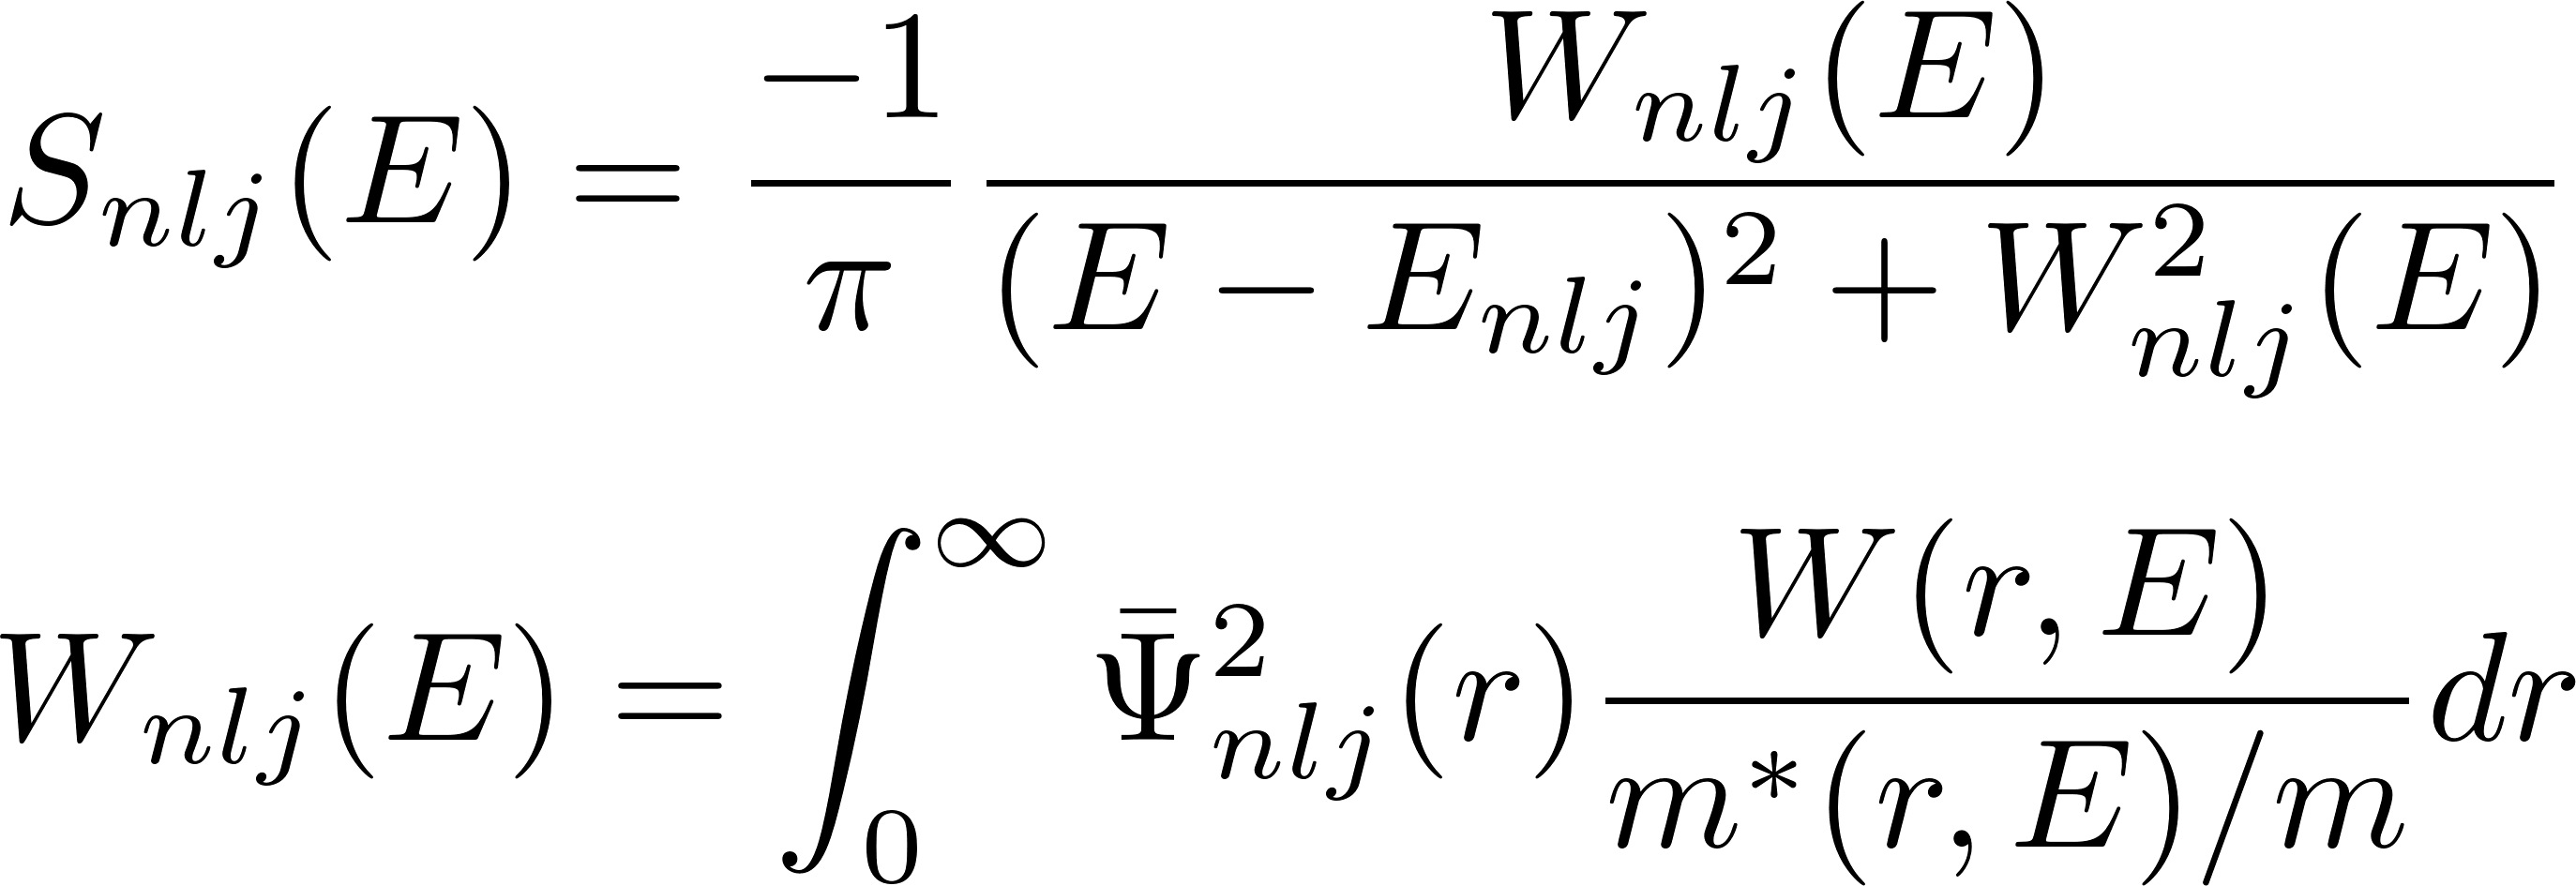 S_{nlj}(E) = \frac{-1}{\pi} \frac{W_{nlj}(E)}{(E - E_{nlj})^2 + W_{nlj}^2(E)}
W_{nlj}(E) = \int_0^\infty \bar{\Psi}_{nlj}^2(r) \frac{W(r, E)}{m^*(r, E)/m} dr